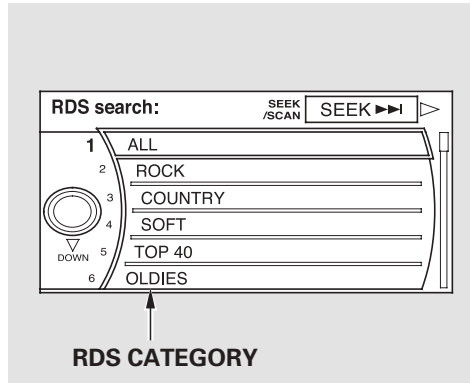 RDS search:
SEEK
/SCAN
SEEK
1 ALL
2 ROCK
3 COUNTRY
4 SOFT
DOWN
5 TOP 40
6 OLDIES
RDS CATEGORY